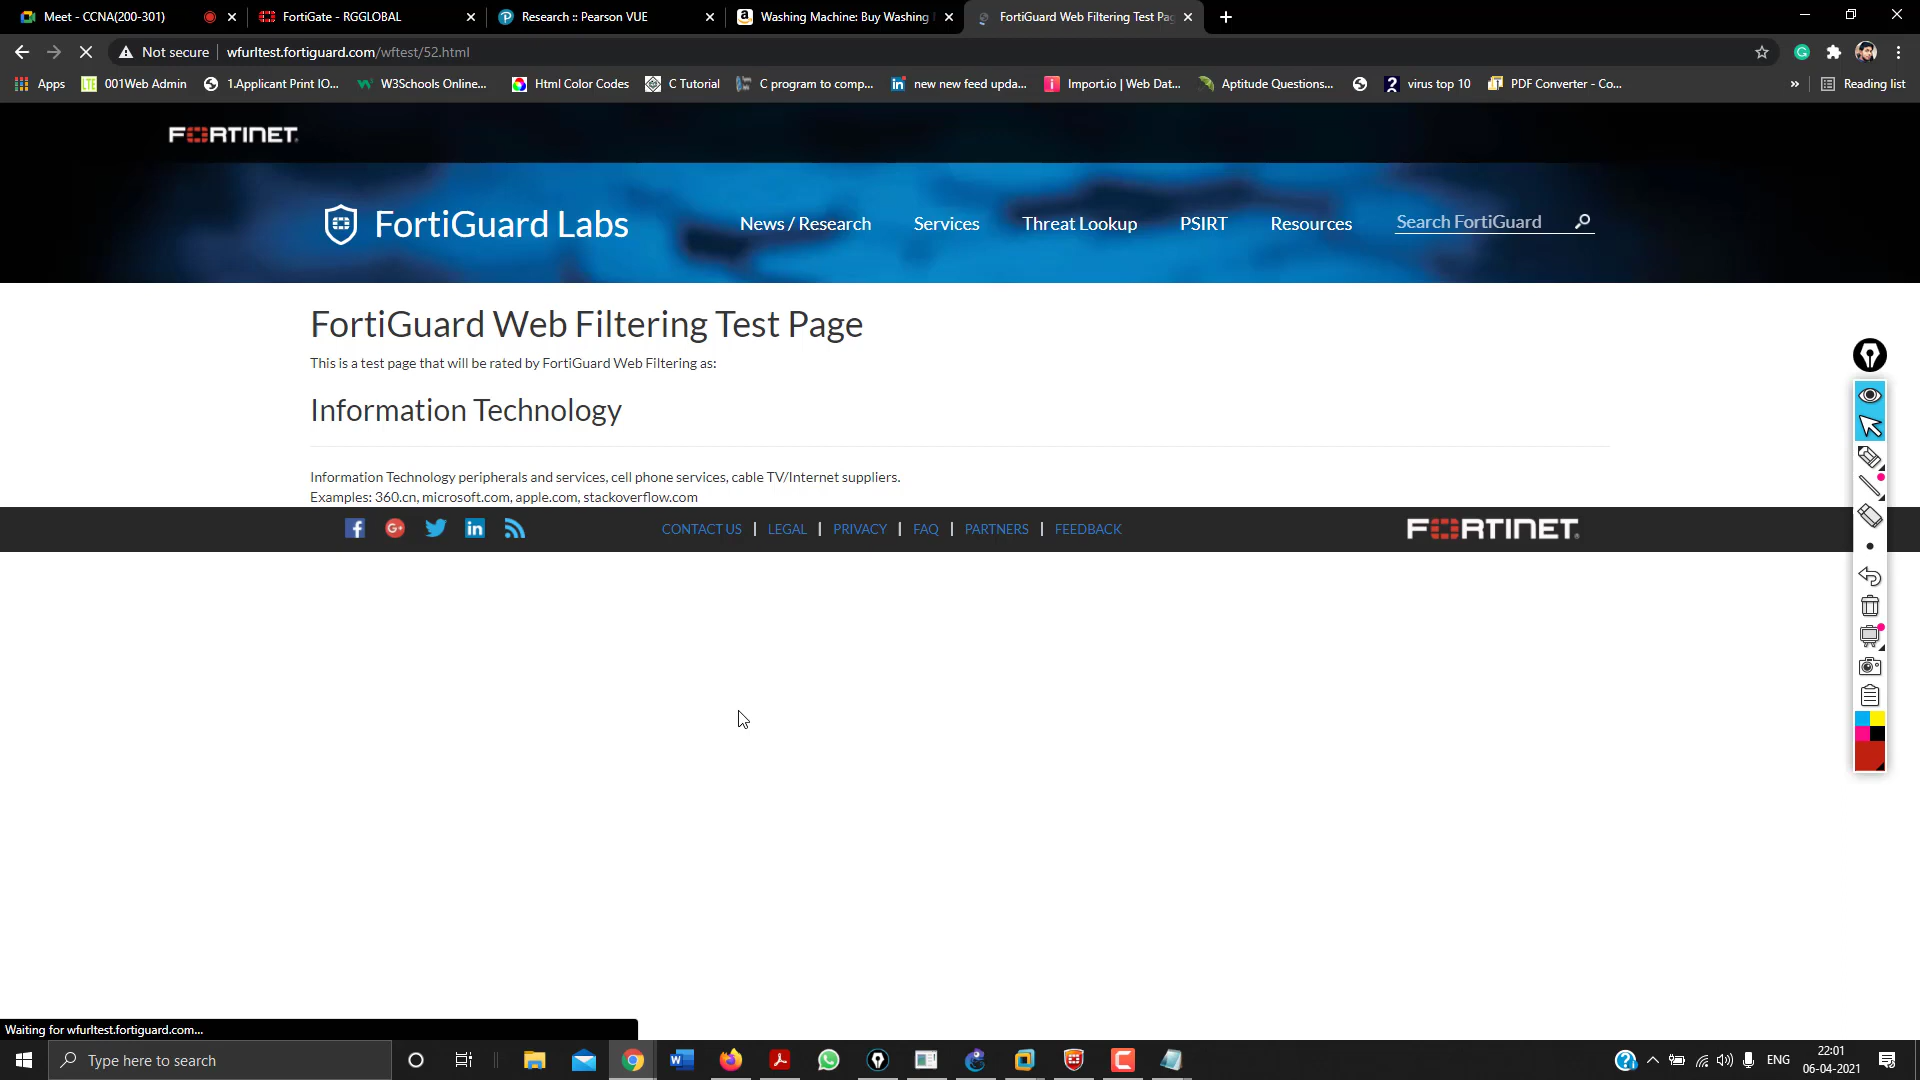 Meet - CCNA(200-301)
FortiGate - RGGLOBAL
Research :: Pearson VUE
Washing Machine: Buy Washing
FortiGuard Web Filtering Test Pag
Not secure
wfurltest.fortiguard.com/wftest/52.html
Apps
001Web Admin
1.Applicant Print IO...
W3Schools Online...
Html Color Codes
C Tutorial
C program to comp...
new new feed upda...
Import.io | Web Dat...
Aptitude Questions...
virus top 10
PDF Converter - Co...
»
Reading list
FORTINET
FortiGuard Labs
News / Research
Services
Threat Lookup
PSIRT
Resources
Search FortiGuard
FortiGuard Web Filtering Test Page
This is a test page that will be rated by FortiGuard Web Filtering as:
Information Technology
Information Technology peripherals and services, cell phone services, cable TV/Internet suppliers.
Examples: 360.cn, microsoft.com, apple.com, stackoverflow.com
CONTACT US | LEGAL | PRIVACY | FAQ | PARTNERS | FEEDBACK
FORTINET
Waiting for wfurltest.fortiguard.com...
Type here to search
ENG
22:01
06-04-2021